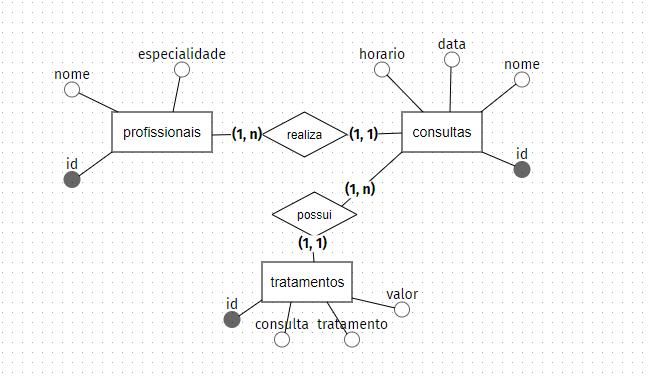 data
especialidade
horario
nome
nome
profissionais
(1, n)
realiza
(1, 1)
consultas
id
id
(1, n)
possui
(1, 1)
tratamentos
valor
id
consulta
tratamento